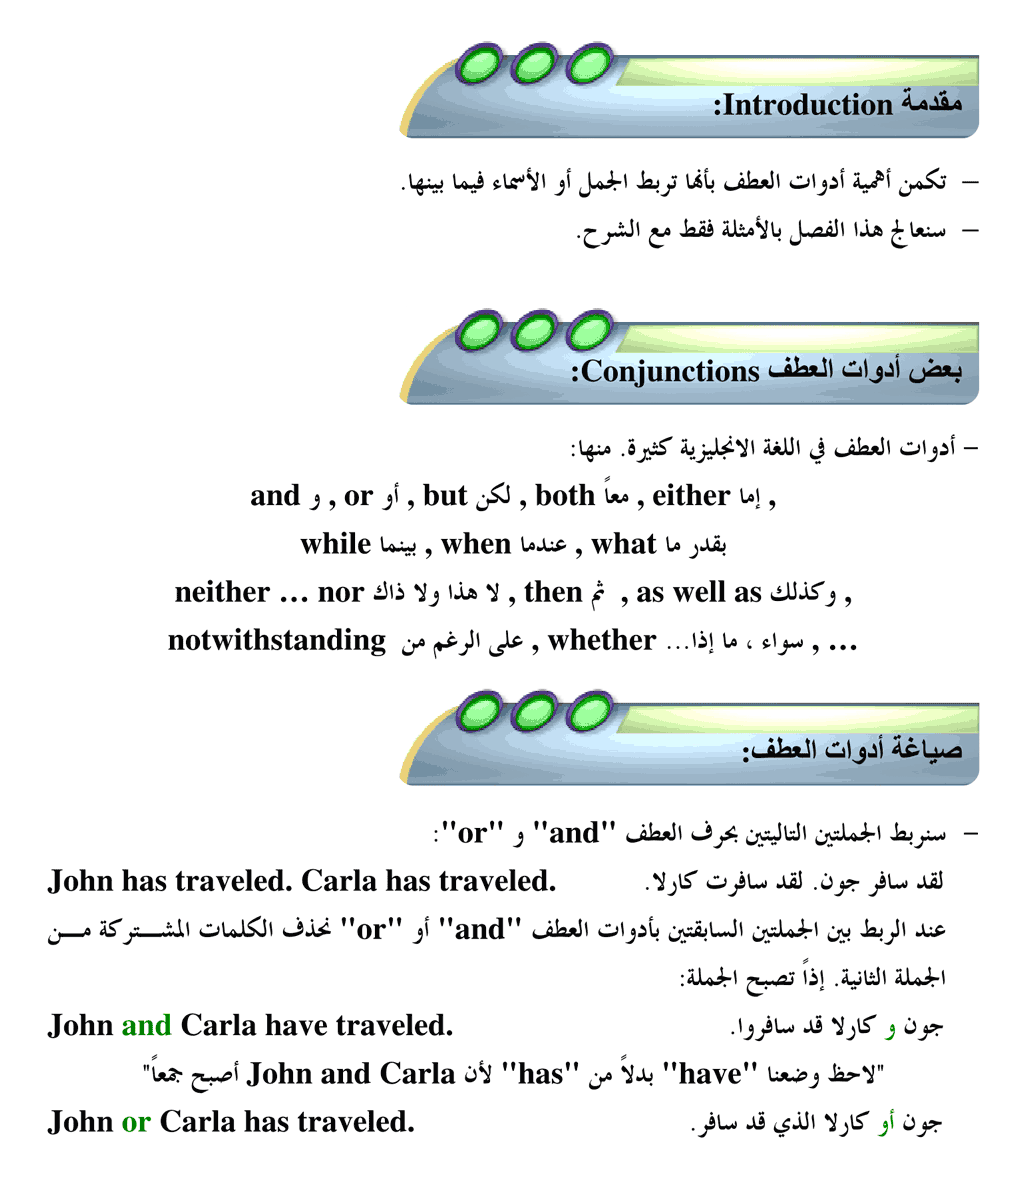 مقدمة Introduction:
– تكمن أهمية أدوات العطف بأنها تربط الجمل أو الأسماء فيما بينها.
– سنعالج هذا الفصل بالأمثلة فقط مع الشرح.
بعض أدوات العطف Conjunctions:
– أدوات العطف في اللغة الانجليزية كثيرة. منها:
and و , or أو , but لكن , both معاً , either إما ,
while بينما , when عندما , what بقدر ما
neither … nor لا هذا ولا ذاك , then ثم , as well as وكذلك ,
notwithstanding على الرغم من , whether سواء ، ما إذا… , …
صياغة أدوات العطف:
– سنربط الجملتين التاليتين بحرف العطف "and" و "or":
لقد سافر جون. لقد سافرت كارلا. John has traveled. Carla has traveled.
عند الربط بين الجملتين السابقتين بأدوات العطف "and" أو "or" نحذف الكلمات المشتركة من
الجملة الثانية. إذاً تصبح الجملة:
جون و كارلا قد سافروا. John and Carla have traveled.
"لاحظ وضعنا "have" بدلاً من "has" لأن John and Carla أصبح جمعاً"
جون أو كارلا الذي قد سافر. John or Carla has traveled.